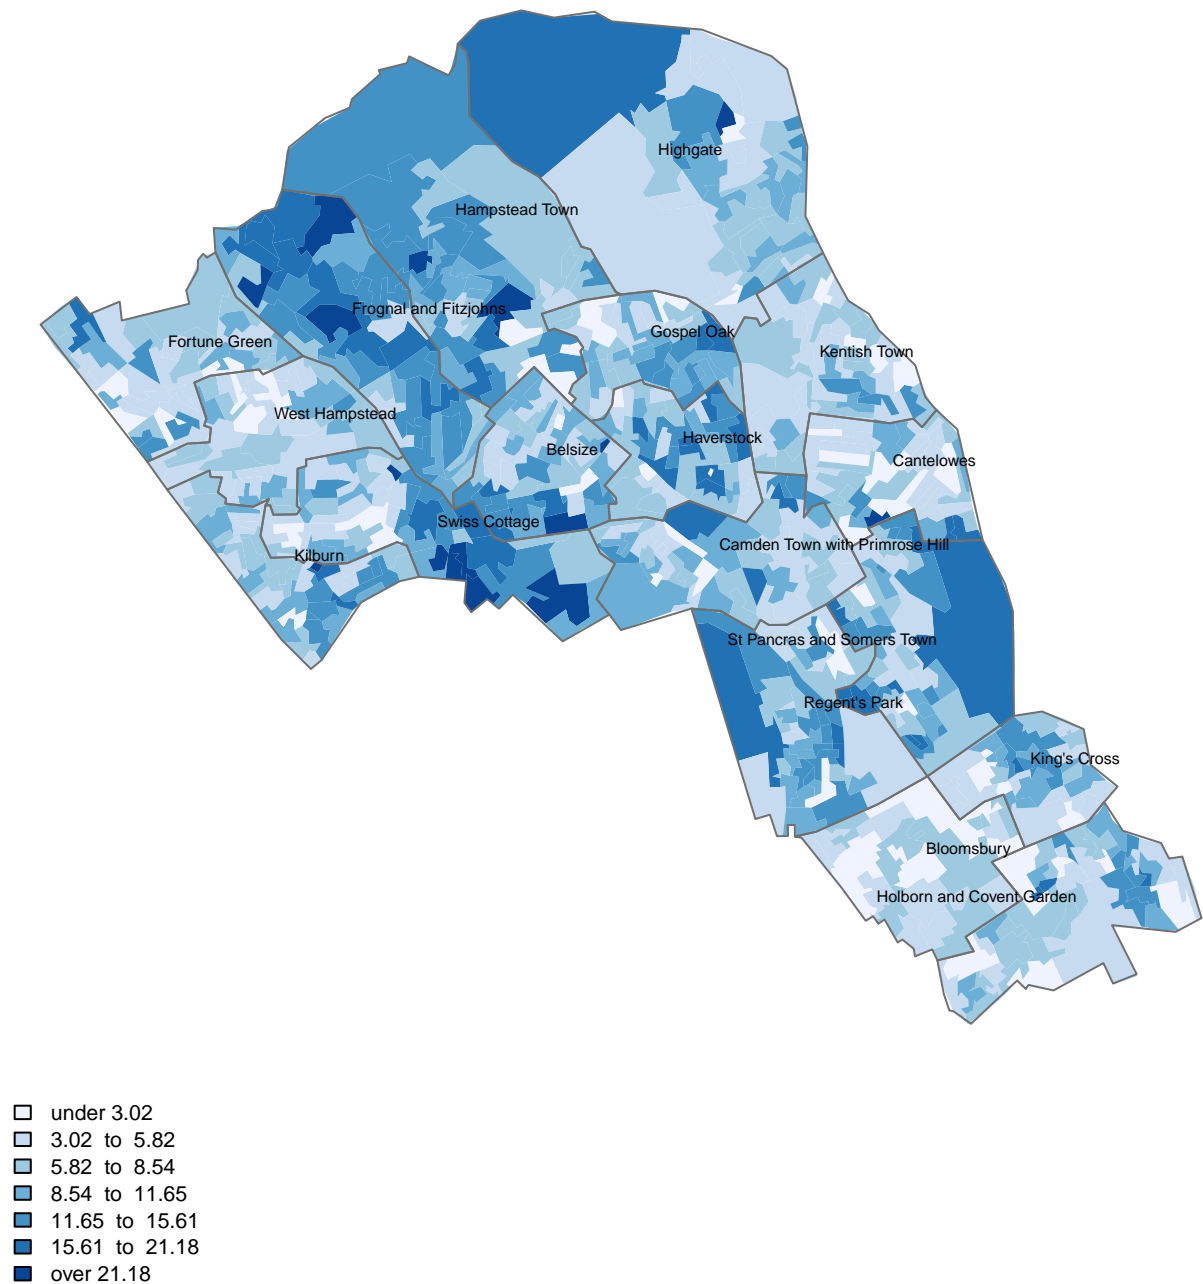 Highgate
Hampstead Town
Frognal and Fitzjohns
Gospel Oak
Fortune Green
Kentish Town
West Hampstead
Haverstock
Belsize
Cantelowes
Swiss Cottage
Camden Town with Primrose Hill
Kilburn
St Pancras and Somers Town
Regent's Park
King's Cross
Bloomsbury
Holborn and Covent Garden
under 3.02
3.02 to 5.82
5.82 to 8.54
8.54 to 11.65
11.65 to 15.61
15.61 to 21.18
over 21.18